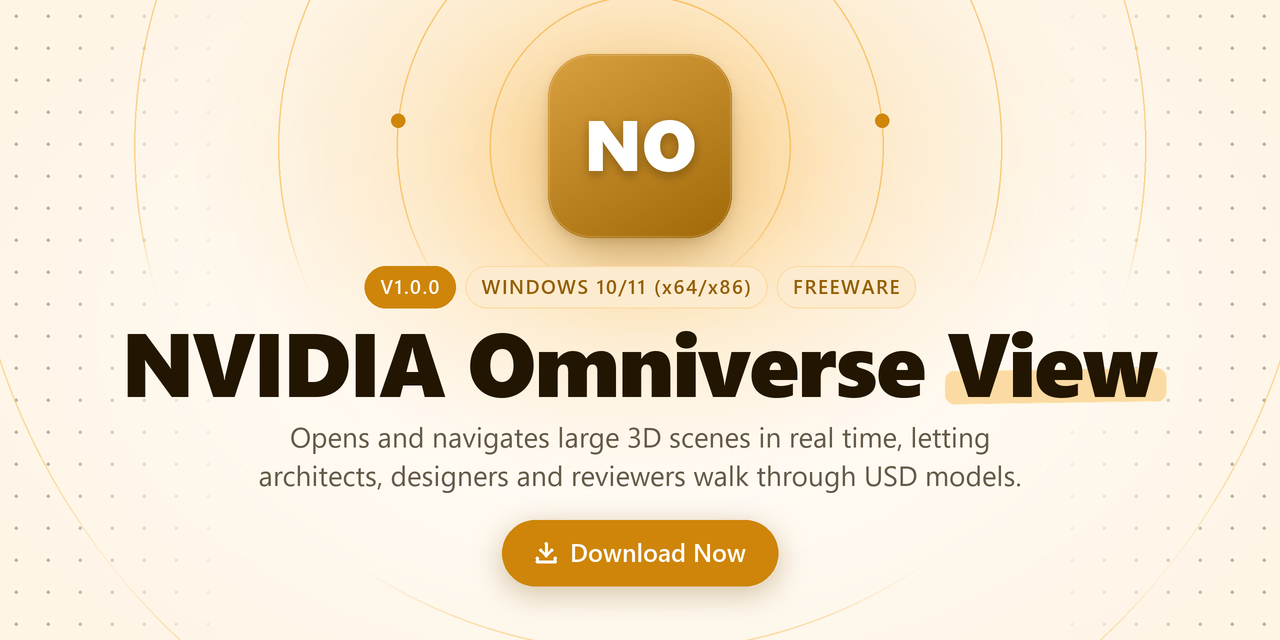 NO
V1.0.0
WINDOWS 10/11 (x64/x86)
FREEWARE
NVIDIA Omniverse View
Opens and navigates large 3D scenes in real time, letting
architects, designers and reviewers walk through USD models.
Download Now